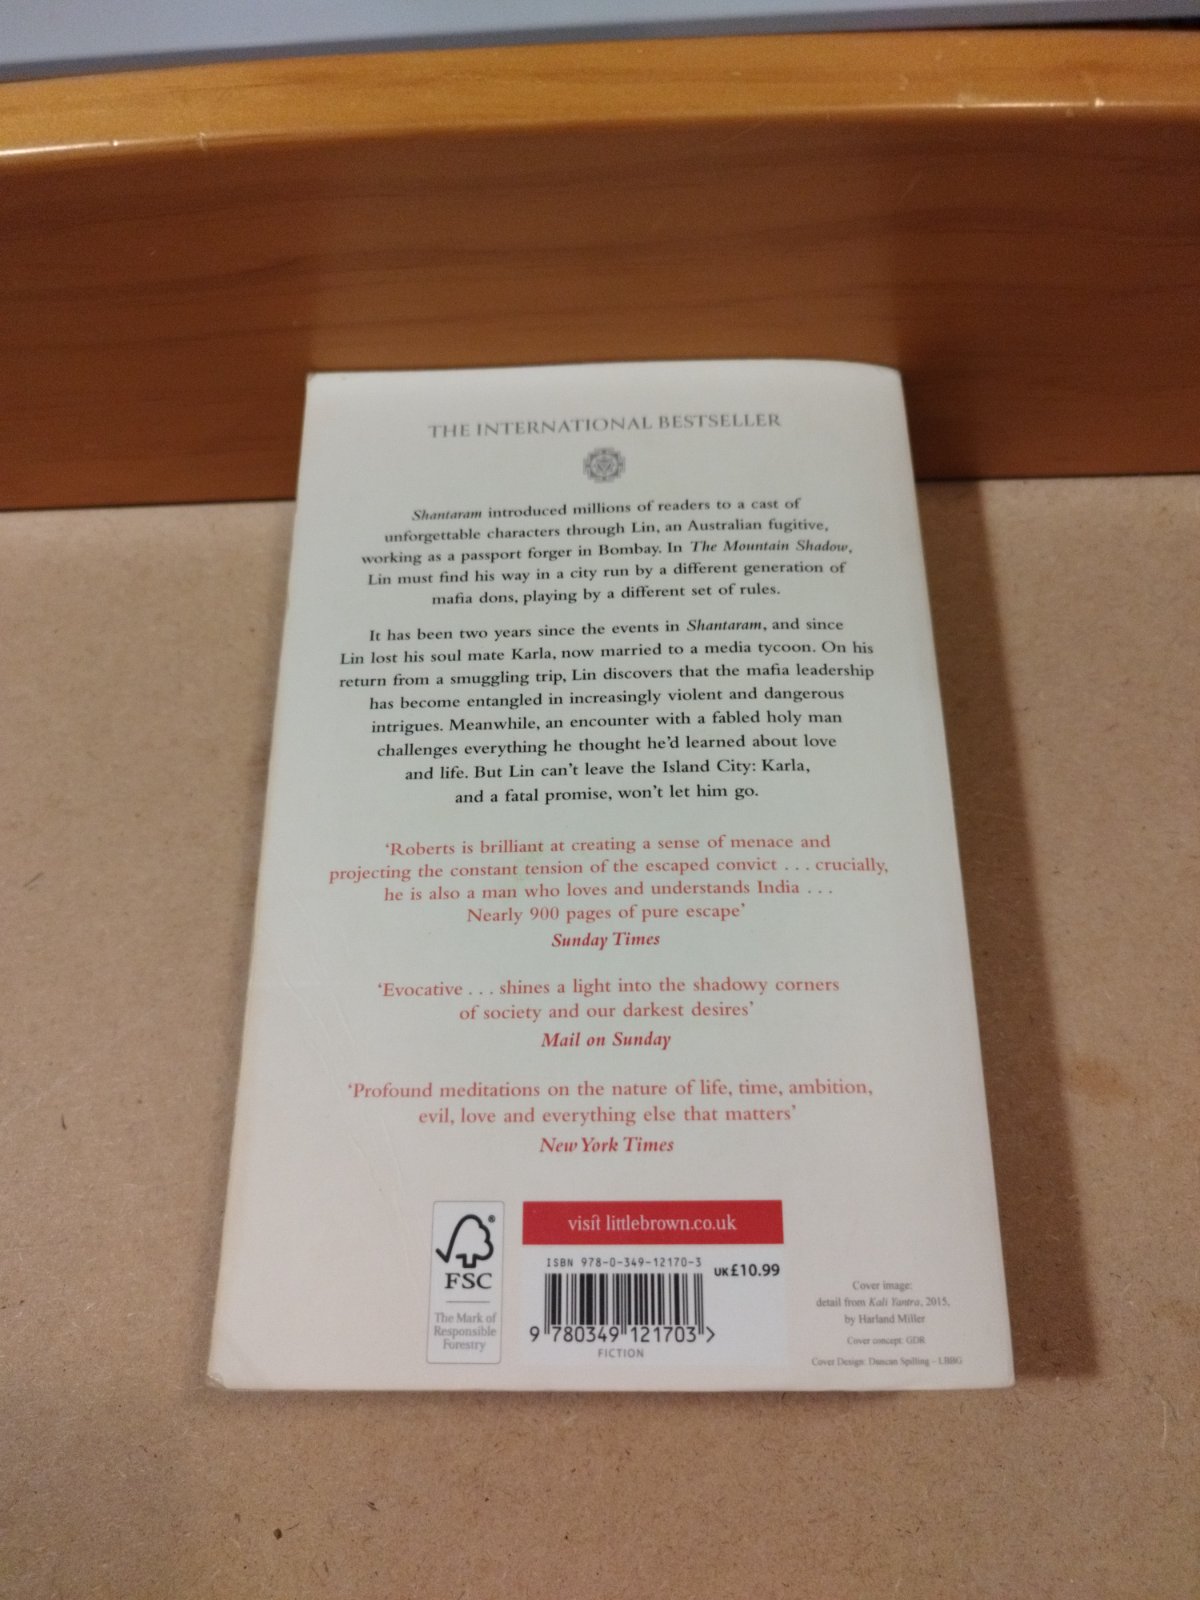 THE INTERNATIONAL BESTSELLER
Shantaram introduced millions of readers to a cast of
unforgettable characters through Lin, an Australian fugitive,
working as a passport forger in Bombay. In The Mountain Shadow,
Lin must find his way in a city run by a different generation of
mafia dons, playing by a different set of rules.
It has been two years since the events in Shantaram, and since
Lin lost his soul mate Karla, now married to a media tycoon. On his
return from a smuggling trip, Lin discovers that the mafia leadership
has become entangled in increasingly violent and dangerous
intrigues. Meanwhile, an encounter with a fabled holy man
challenges everything he thought he'd learned about love
and life. But Lin can't leave the Island City: Karla,
and a fatal promise, won't let him go.
‘Roberts is brilliant at creating a sense of menace and
projecting the constant tension of the escaped convict . . . crucially,
he is also a man who loves and understands India . . .
Nearly 900 pages of pure escape’
Sunday Times
‘Evocative . . . shines a light into the shadowy corners
of society and our darkest desires’
Mail on Sunday
‘Profound meditations on the nature of life, time, ambition,
evil, love and everything else that matters’
New York Times
®
FSC
The Mark of
Responsible
Forestry
visit littlebrown.co.uk
ISBN 978-0-349-12170-3
UK £10.99
9 780349 121703 >
FICTION
Cover image:
detail from Kali Yantra, 2015,
by Harland Miller
Cover concept: GDR
Cover Design: Duncan Spilling – LBBG